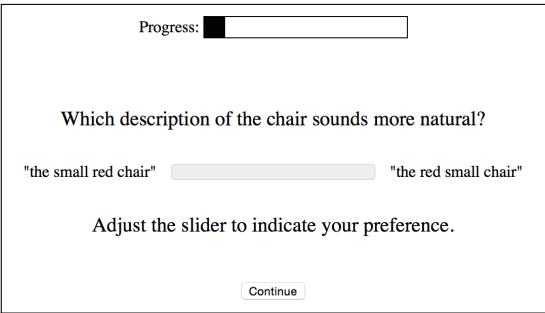 Progress:
Which description of the chair sounds more natural?
"the small red chair" "the red small chair"
Adjust the slider to indicate your preference.
Continue